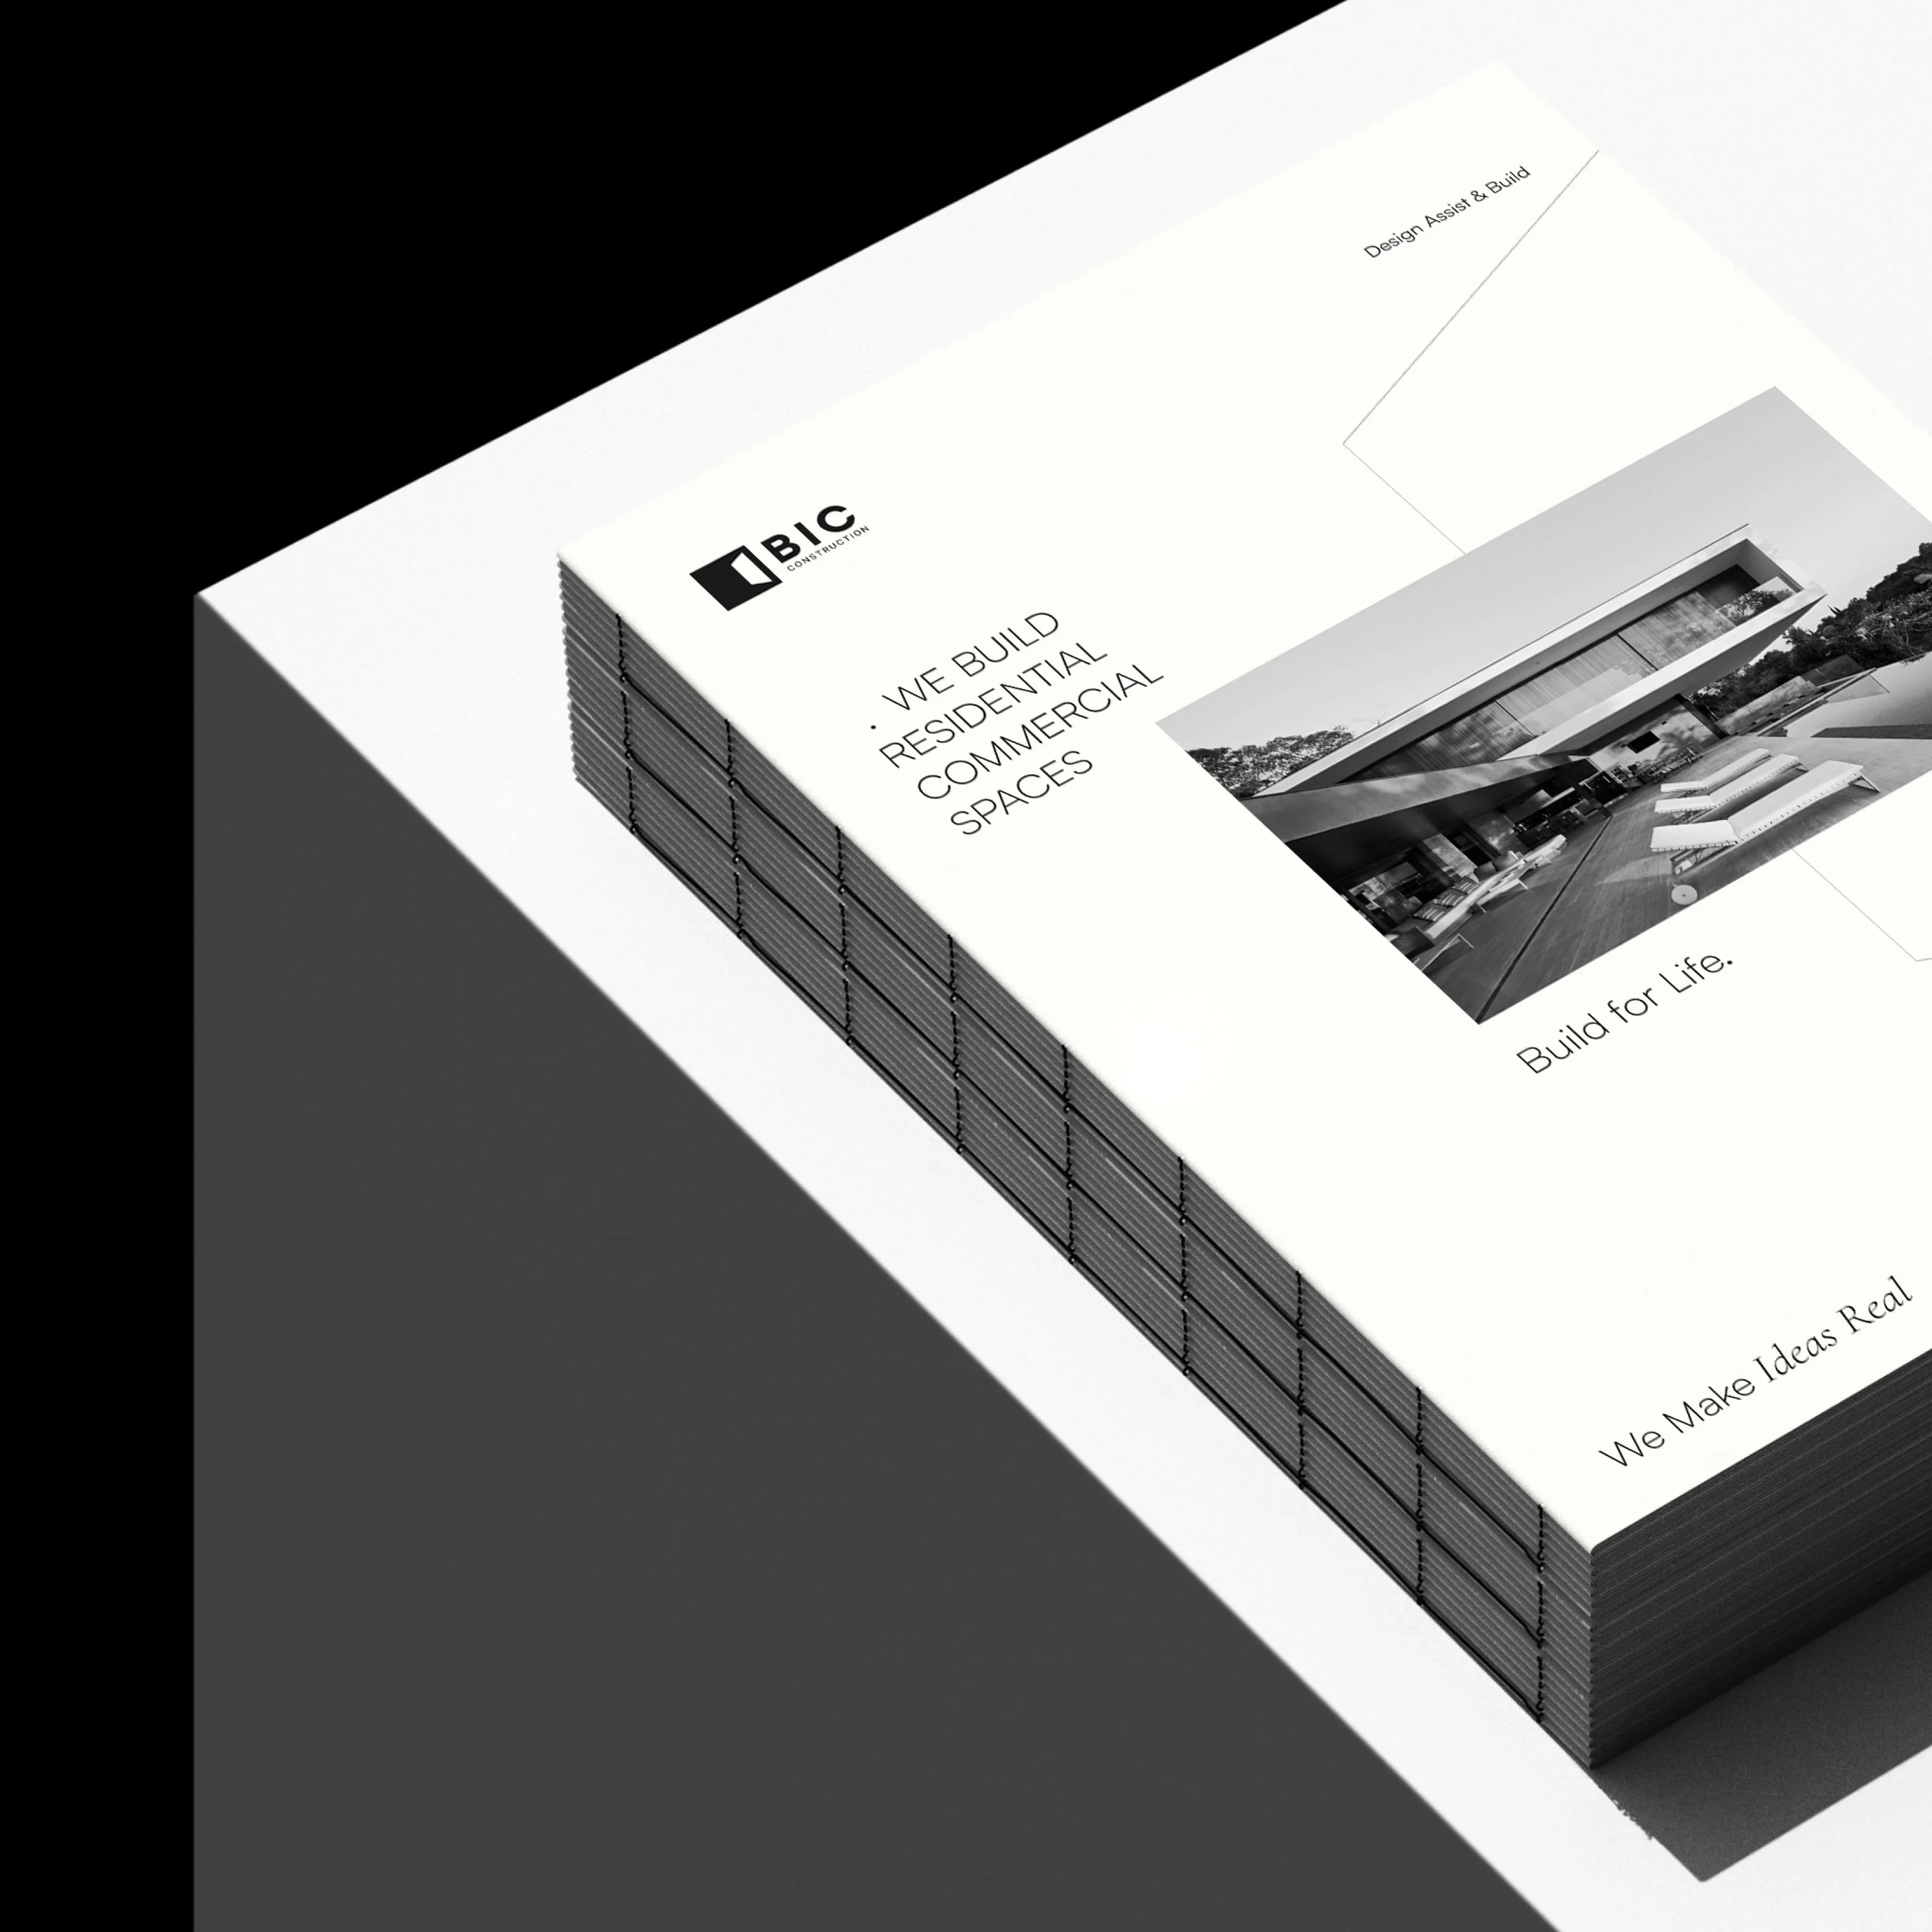 Design Assist & Build
BIC
CONSTRUCTION
. WE BUILD
RESIDENTIAL
COMMERCIAL
SPACES
Build for Life.
We Make Ideas Real